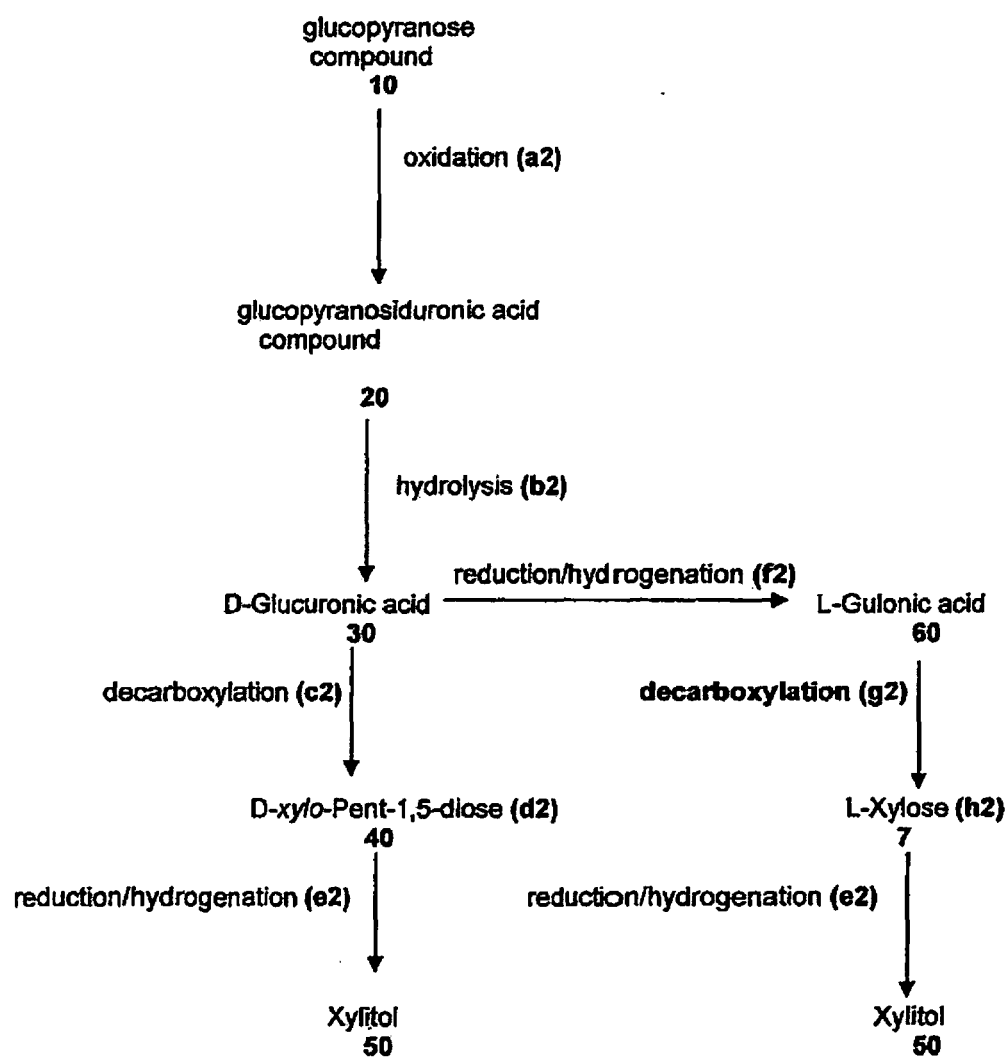 glucopyranose
compound
10
oxidation (a2)
glucopyranosiduronic acid
compound
20
hydrolysis (b2)
reduction/hydrogenation (f2)
D-Glucuronic acid
30
L-Gulonic acid
60
decarboxylation (c2)
decarboxylation (g2)
D-xylo-Pent-1,5-diose (d2)
40
L-Xylose (h2)
7
reduction/hydrogenation (e2)
reduction/hydrogenation (e2)
Xylitol
50
Xylitol
50